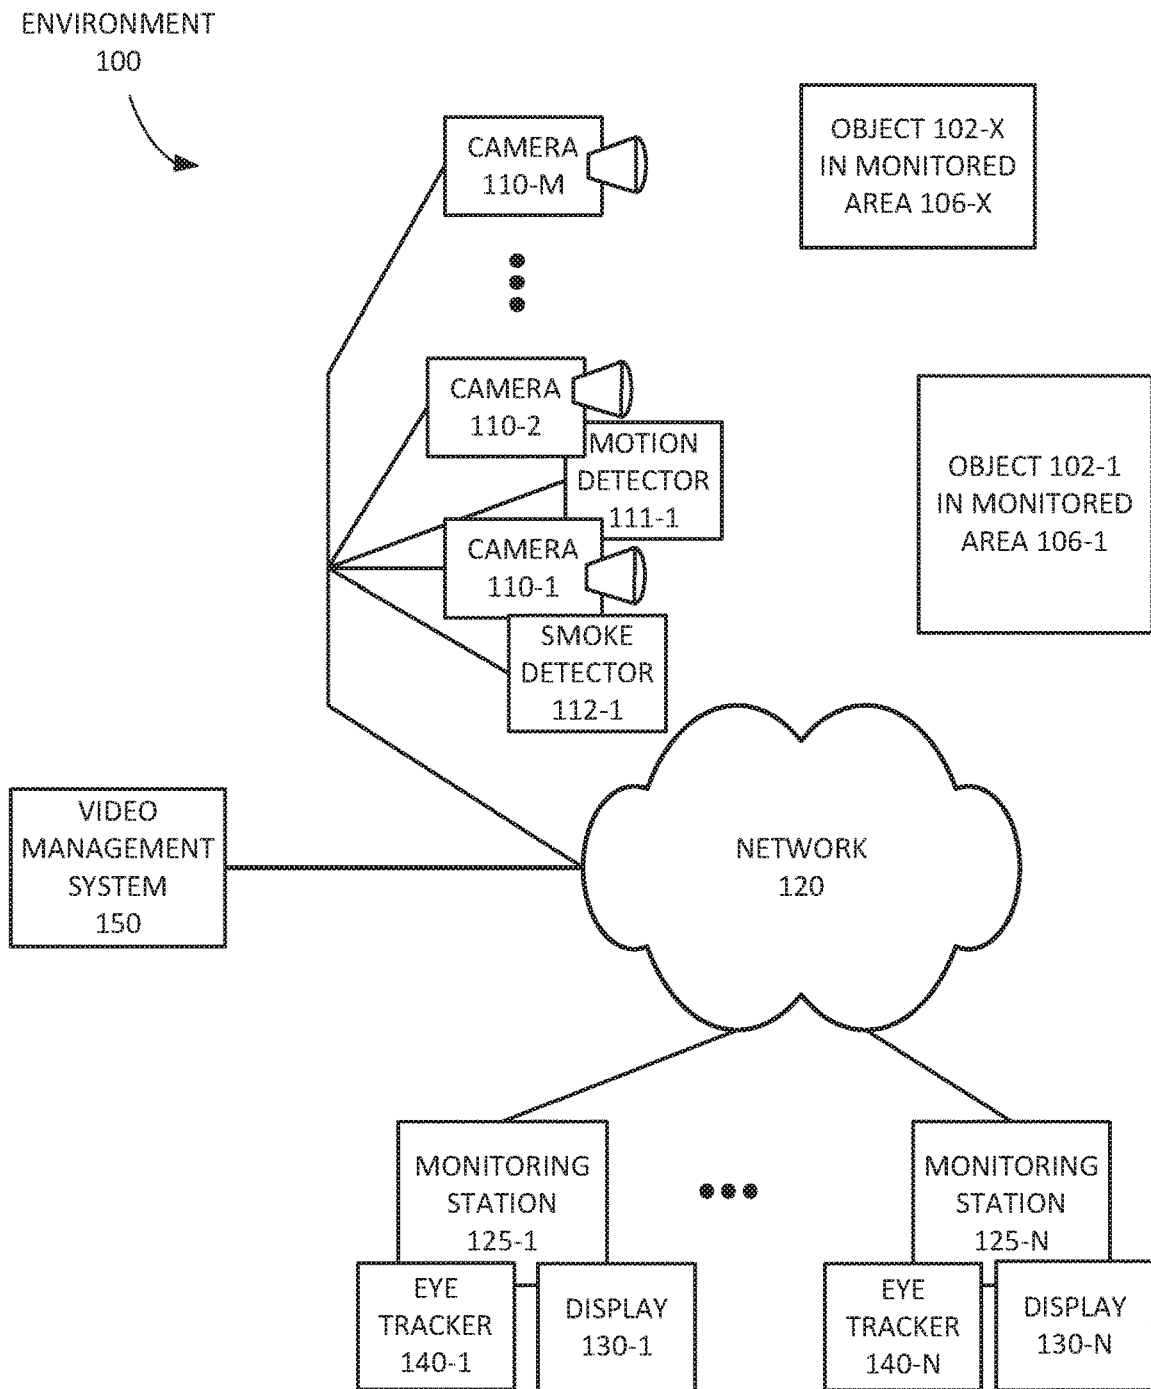 ENVIRONMENT
100
CAMERA
110-M
OBJECT 102-X
IN MONITORED
AREA 106-X
CAMERA
110-2
MOTION
DETECTOR
111-1
OBJECT 102-1
IN MONITORED
AREA 106-1
CAMERA
110-1
SMOKE
DETECTOR
112-1
VIDEO
MANAGEMENT
SYSTEM
150
NETWORK
120
MONITORING
STATION
125-1
EYE
TRACKER
140-1
DISPLAY
130-1
MONITORING
STATION
125-N
EYE
TRACKER
140-N
DISPLAY
130-N